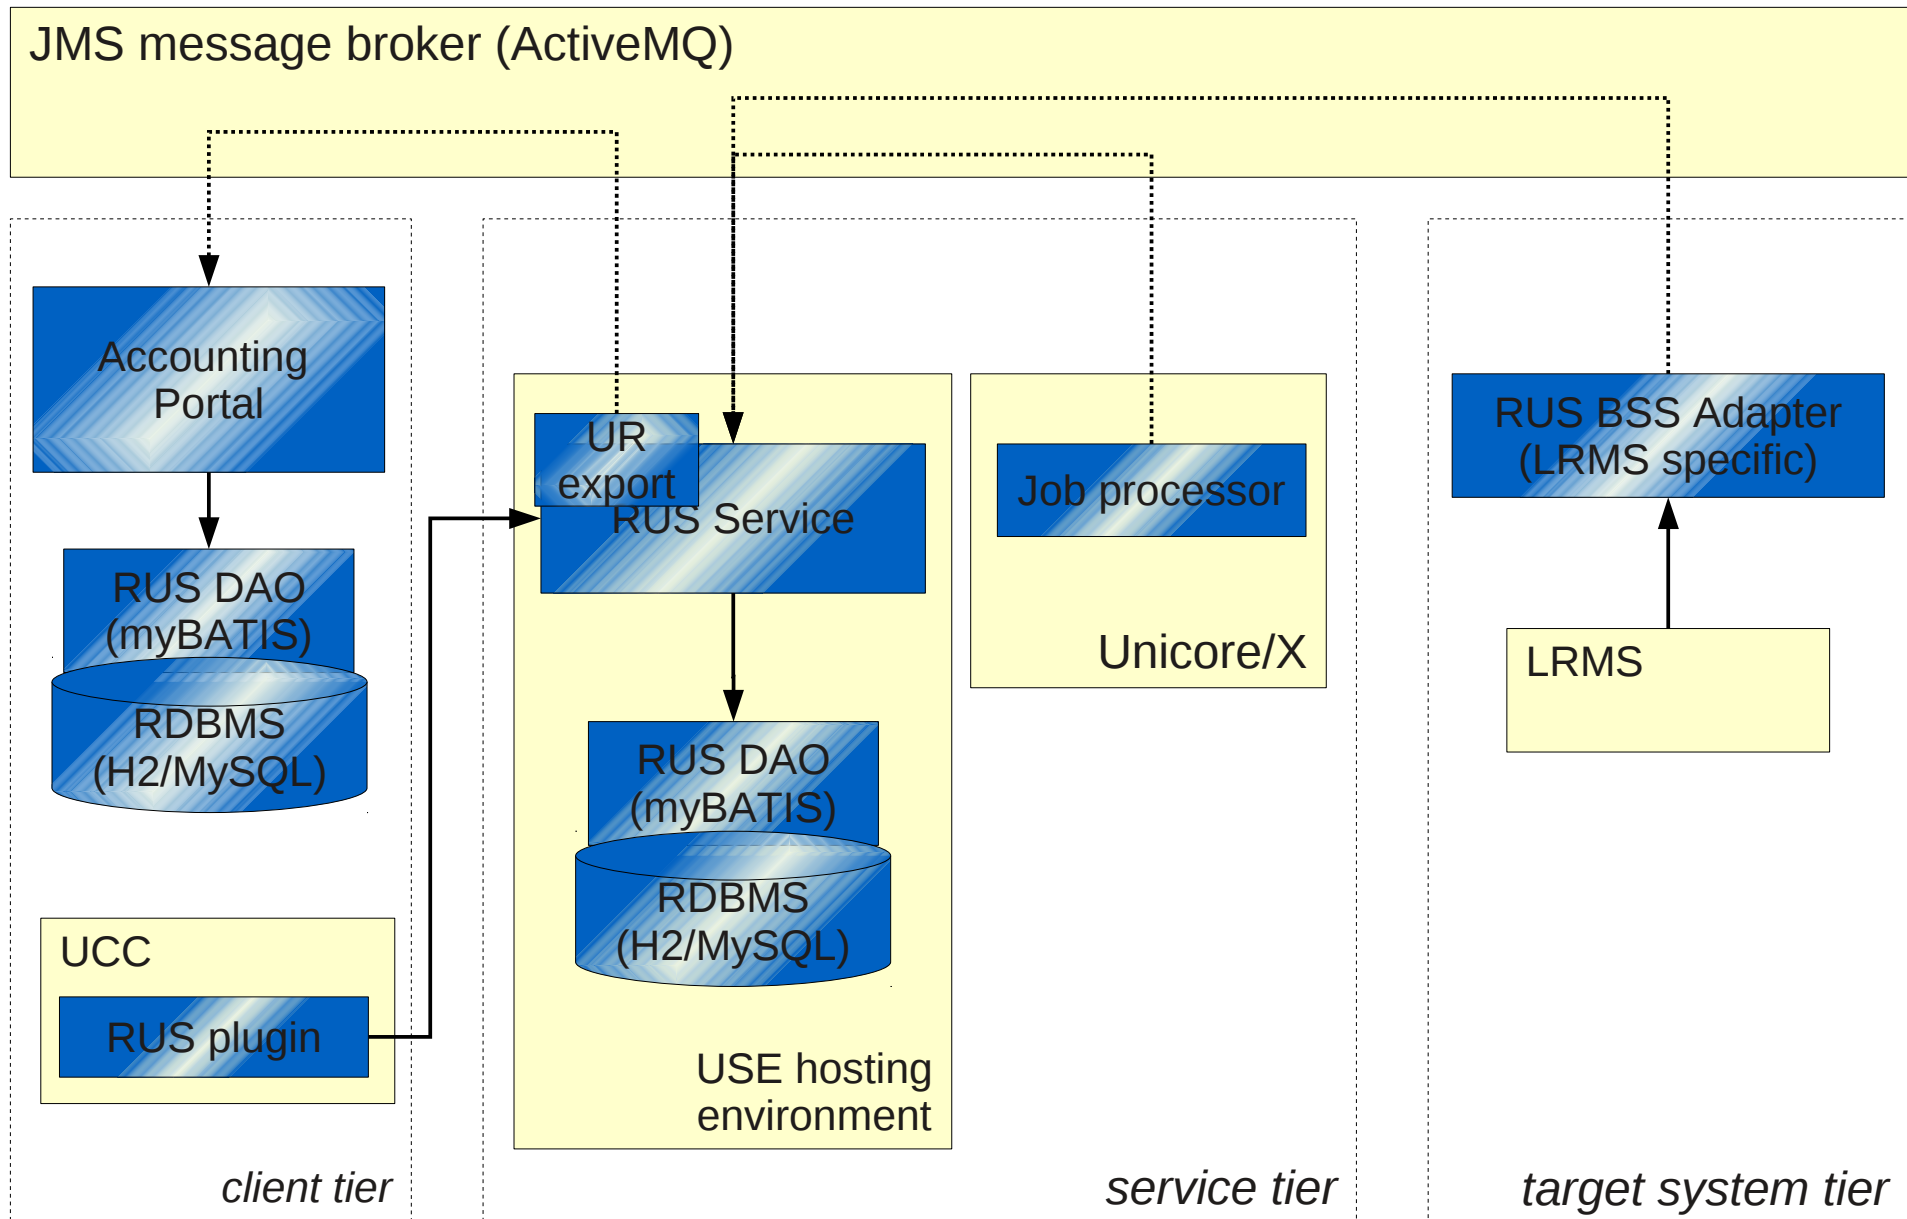 JMS message broker (ActiveMQ)
Accounting
Portal
RUS DAO
(myBATIS)
RDBMS
(H2/MySQL)
UCC
RUS plugin
client tier
UR
export
RUS Service
RUS DAO
(myBATIS)
RDBMS
(H2/MySQL)
USE hosting
environment
Job processor
Unicore/X
service tier
RUS BSS Adapter
(LRMS specific)
LRMS
target system tier